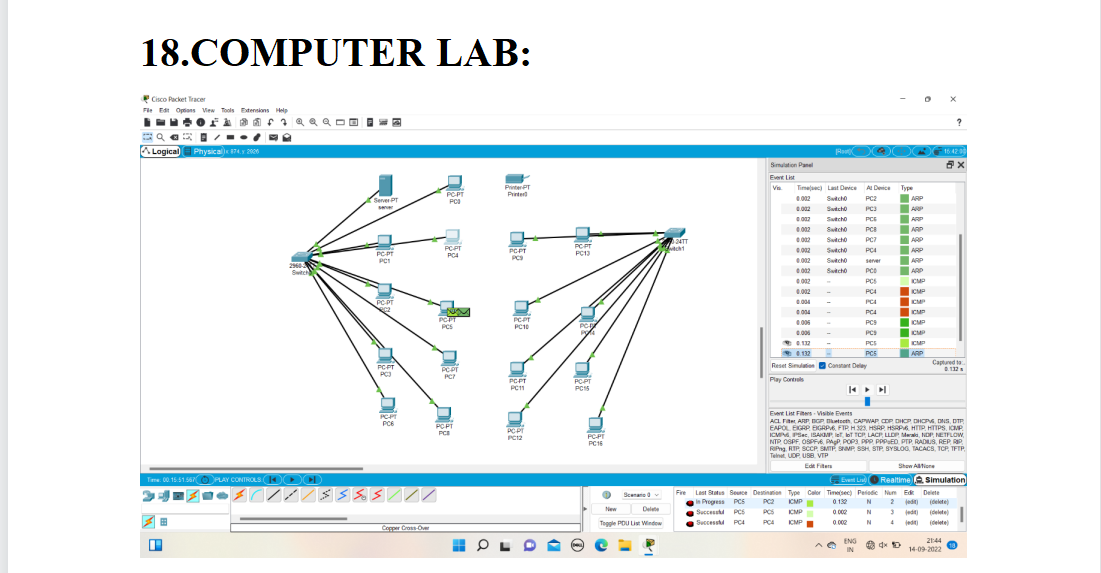 18.COMPUTER LAB:
Cisco Packet Tracer
File Edit Options View Tools Extensions Help
Logical Physical
[Root]
Server-PT
server
PC-PT
PC0
Printer-PT
Printer0
PC-PT
PC1
PC-PT
PC4
PC-PT
PC9
PC-PT
PC13
PC-PT
PC2
PC-PT
PC5
PC-PT
PC10
PC-PT
PC-PT
PC3
PC-PT
PC7
PC-PT
PC11
PC-PT
PC15
PC-PT
PC6
PC-PT
PC8
PC-PT
PC12
PC-PT
PC16
Simulation Panel
Event List
Vis. Time(sec) Last Device At Device Type
0.002 Switch0 PC2 ARP
0.002 Switch0 PC3 ARP
0.002 Switch0 PC6 ARP
0.002 Switch0 PC8 ARP
0.002 Switch0 PC7 ARP
0.002 Switch0 PC4 ARP
0.002 Switch0 server ARP
0.002 Switch0 PC0 ARP
0.002 -- PC5 ICMP
0.002 -- PC4 ICMP
0.004 -- PC4 ICMP
0.004 -- PC4 ICMP
0.006 -- PC9 ICMP
0.006 -- PC9 ICMP
0.132 -- PC5 ICMP
0.132 -- PC5 ARP
Reset Simulation Constant Delay
Captured to:
0.132 s
Play Controls
Event List Filters - Visible Events
ACL Filter, ARP, BGP, Bluetooth, CAPWAP, CDP, DHCP, DHCPv6, DNS, DTP,
EAPOL, EIGRP, EIGRPv6, FTP, H.323, HSRP, HSRPv6, HTTP, HTTPS, ICMP,
ICMPv6, IPSec, ISAKMP, IoT, IoT TCP, LACP, LLDP, Meraki, NDP, NETFLOW,
NTP, OSPF, OSPFv6, PAgP, POP3, PPP, PPPoED, PTP, RADIUS, REP, RIP,
RIPng, RTP, SCCP, SMTP, SNMP, SSH, STP, SYSLOG, TACACS, TCP, TFTP,
Telnet, UDP, USB, VTP
Edit Filters Show All/None
Time: 00:15:51.567 PLAY CONTROLS:
Event List Realtime Simulation
Scenario 0
New Delete
Toggle PDU List Window
Fire Last Status Source Destination Type Color Time(sec) Periodic Num Edit Delete
In Progress PC5 PC2 ICMP 0.132 N 2 (edit) (delete)
Successful PC5 PC5 ICMP 0.002 N 3 (edit) (delete)
Successful PC4 PC4 ICMP 0.002 N 4 (edit) (delete)
Copper Cross-Over
DELL
ENG
IN
21:44
14-09-2022